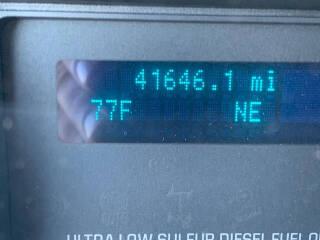 41646.1 mi
77F NE
ULTRA LOW SULFUR DIESEL FUEL